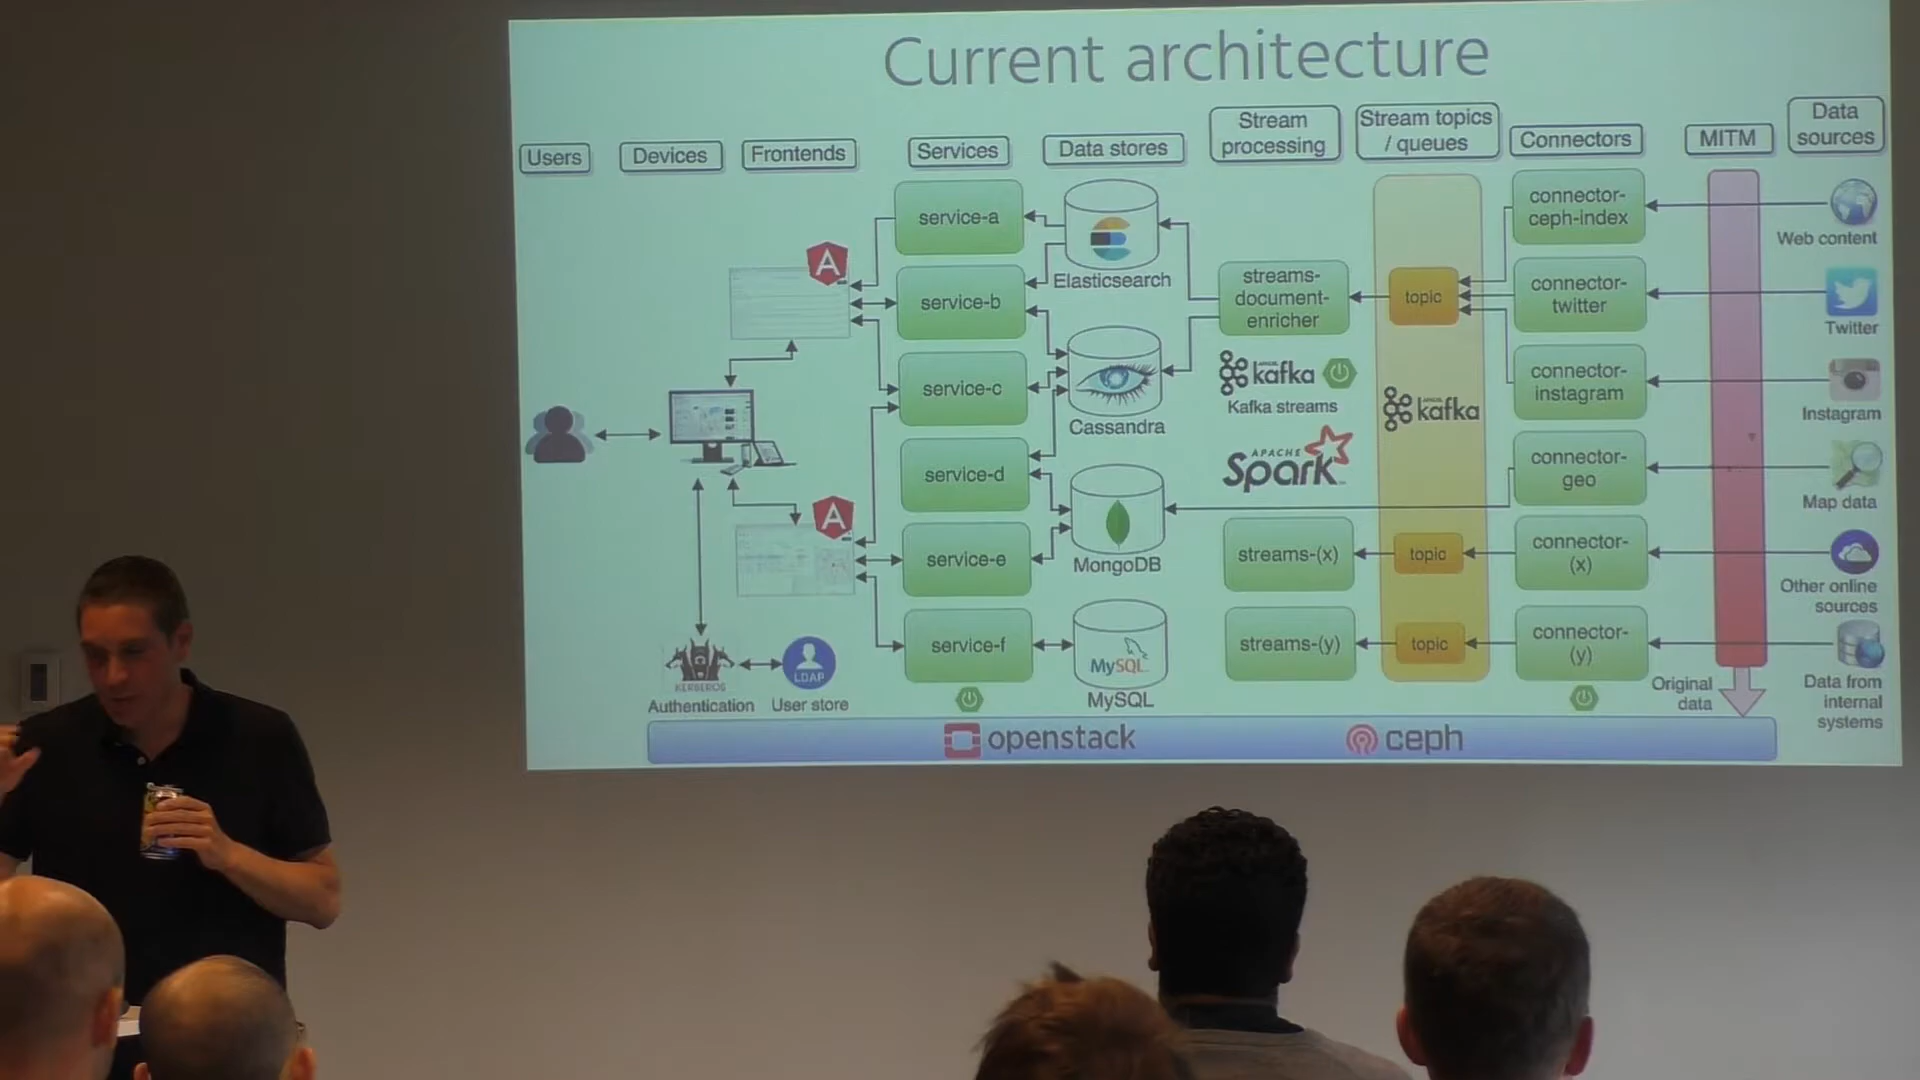 Current architecture
Users
Devices
Frontends
Services
Data stores
Stream
processing
Stream topics
/ queues
Connectors
MITM
Data
sources
service-a
service-b
service-c
service-d
service-e
service-f
Elasticsearch
Cassandra
MongoDB
MySQL
MySQL
streams-
document-
enricher
kafka
Kafka streams
APACHE
Spark
streams-(x)
streams-(y)
topic
kafka
topic
topic
connector-
ceph-index
connector-
twitter
connector-
instagram
connector-
geo
connector-
(x)
connector-
(y)
Web content
Twitter
Instagram
Map data
Other online
sources
Data from
internal
systems
Original
data
A
A
KERBEROS
Authentication
LDAP
User store
openstack
ceph